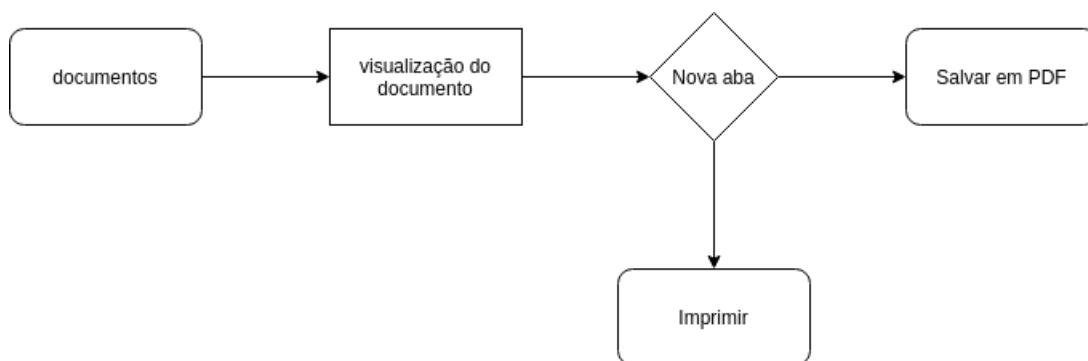 documentos
visualização do
documento
Nova aba
Salvar em PDF
Imprimir